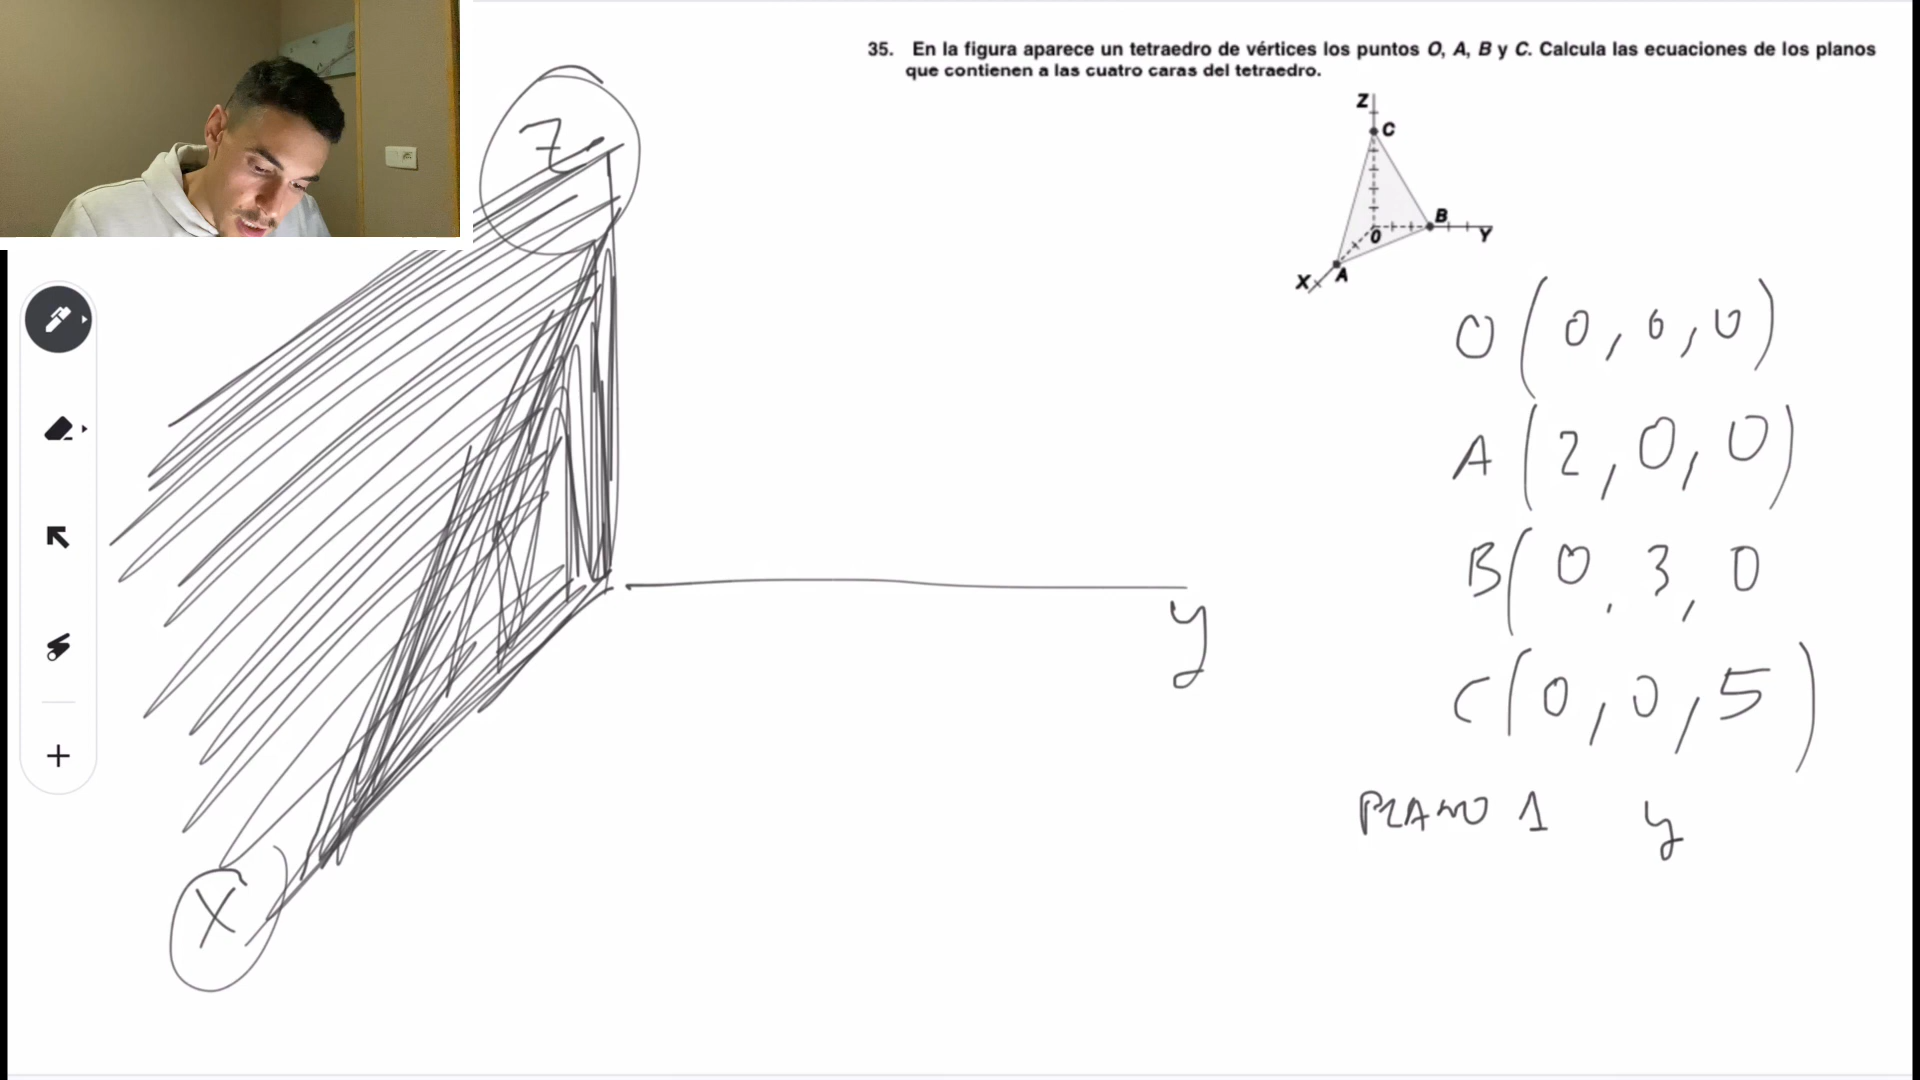 35. En la figura aparece un tetraedro de vértices los puntos O, A, B y C. Calcula las ecuaciones de los planos
que contienen a las cuatro caras del tetraedro.
Z
C
B
O
Y
X
A
Z
y
X
O(0,0,0)
A(2,0,0)
B(0,3,0
C(0,0,5)
PLANO 1 y